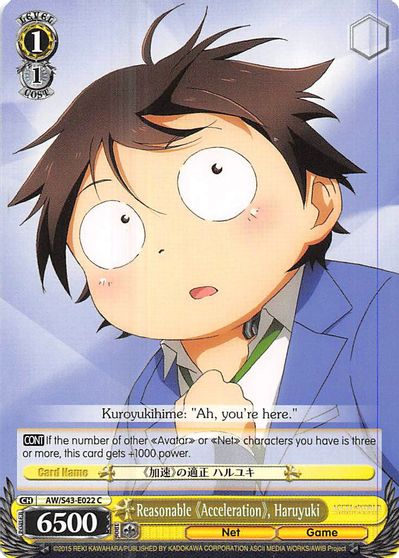 LEVEL
1
1
COST
Kuroyukihime: "Ah, you're here."
CONT If the number of other «Avatar» or «Net» characters you have is three
or more, this card gets +1000 power.
Card Name
《加速》の適正 ハルユキ
CH AW/S43-E022 C
Reasonable 《Acceleration》, Haruyuki
6500
Net Game
©2015 REKI KAWAHARA/PUBLISHED BY KADOKAWA CORPORATION ASCII MEDIA WORKS/AWB Project